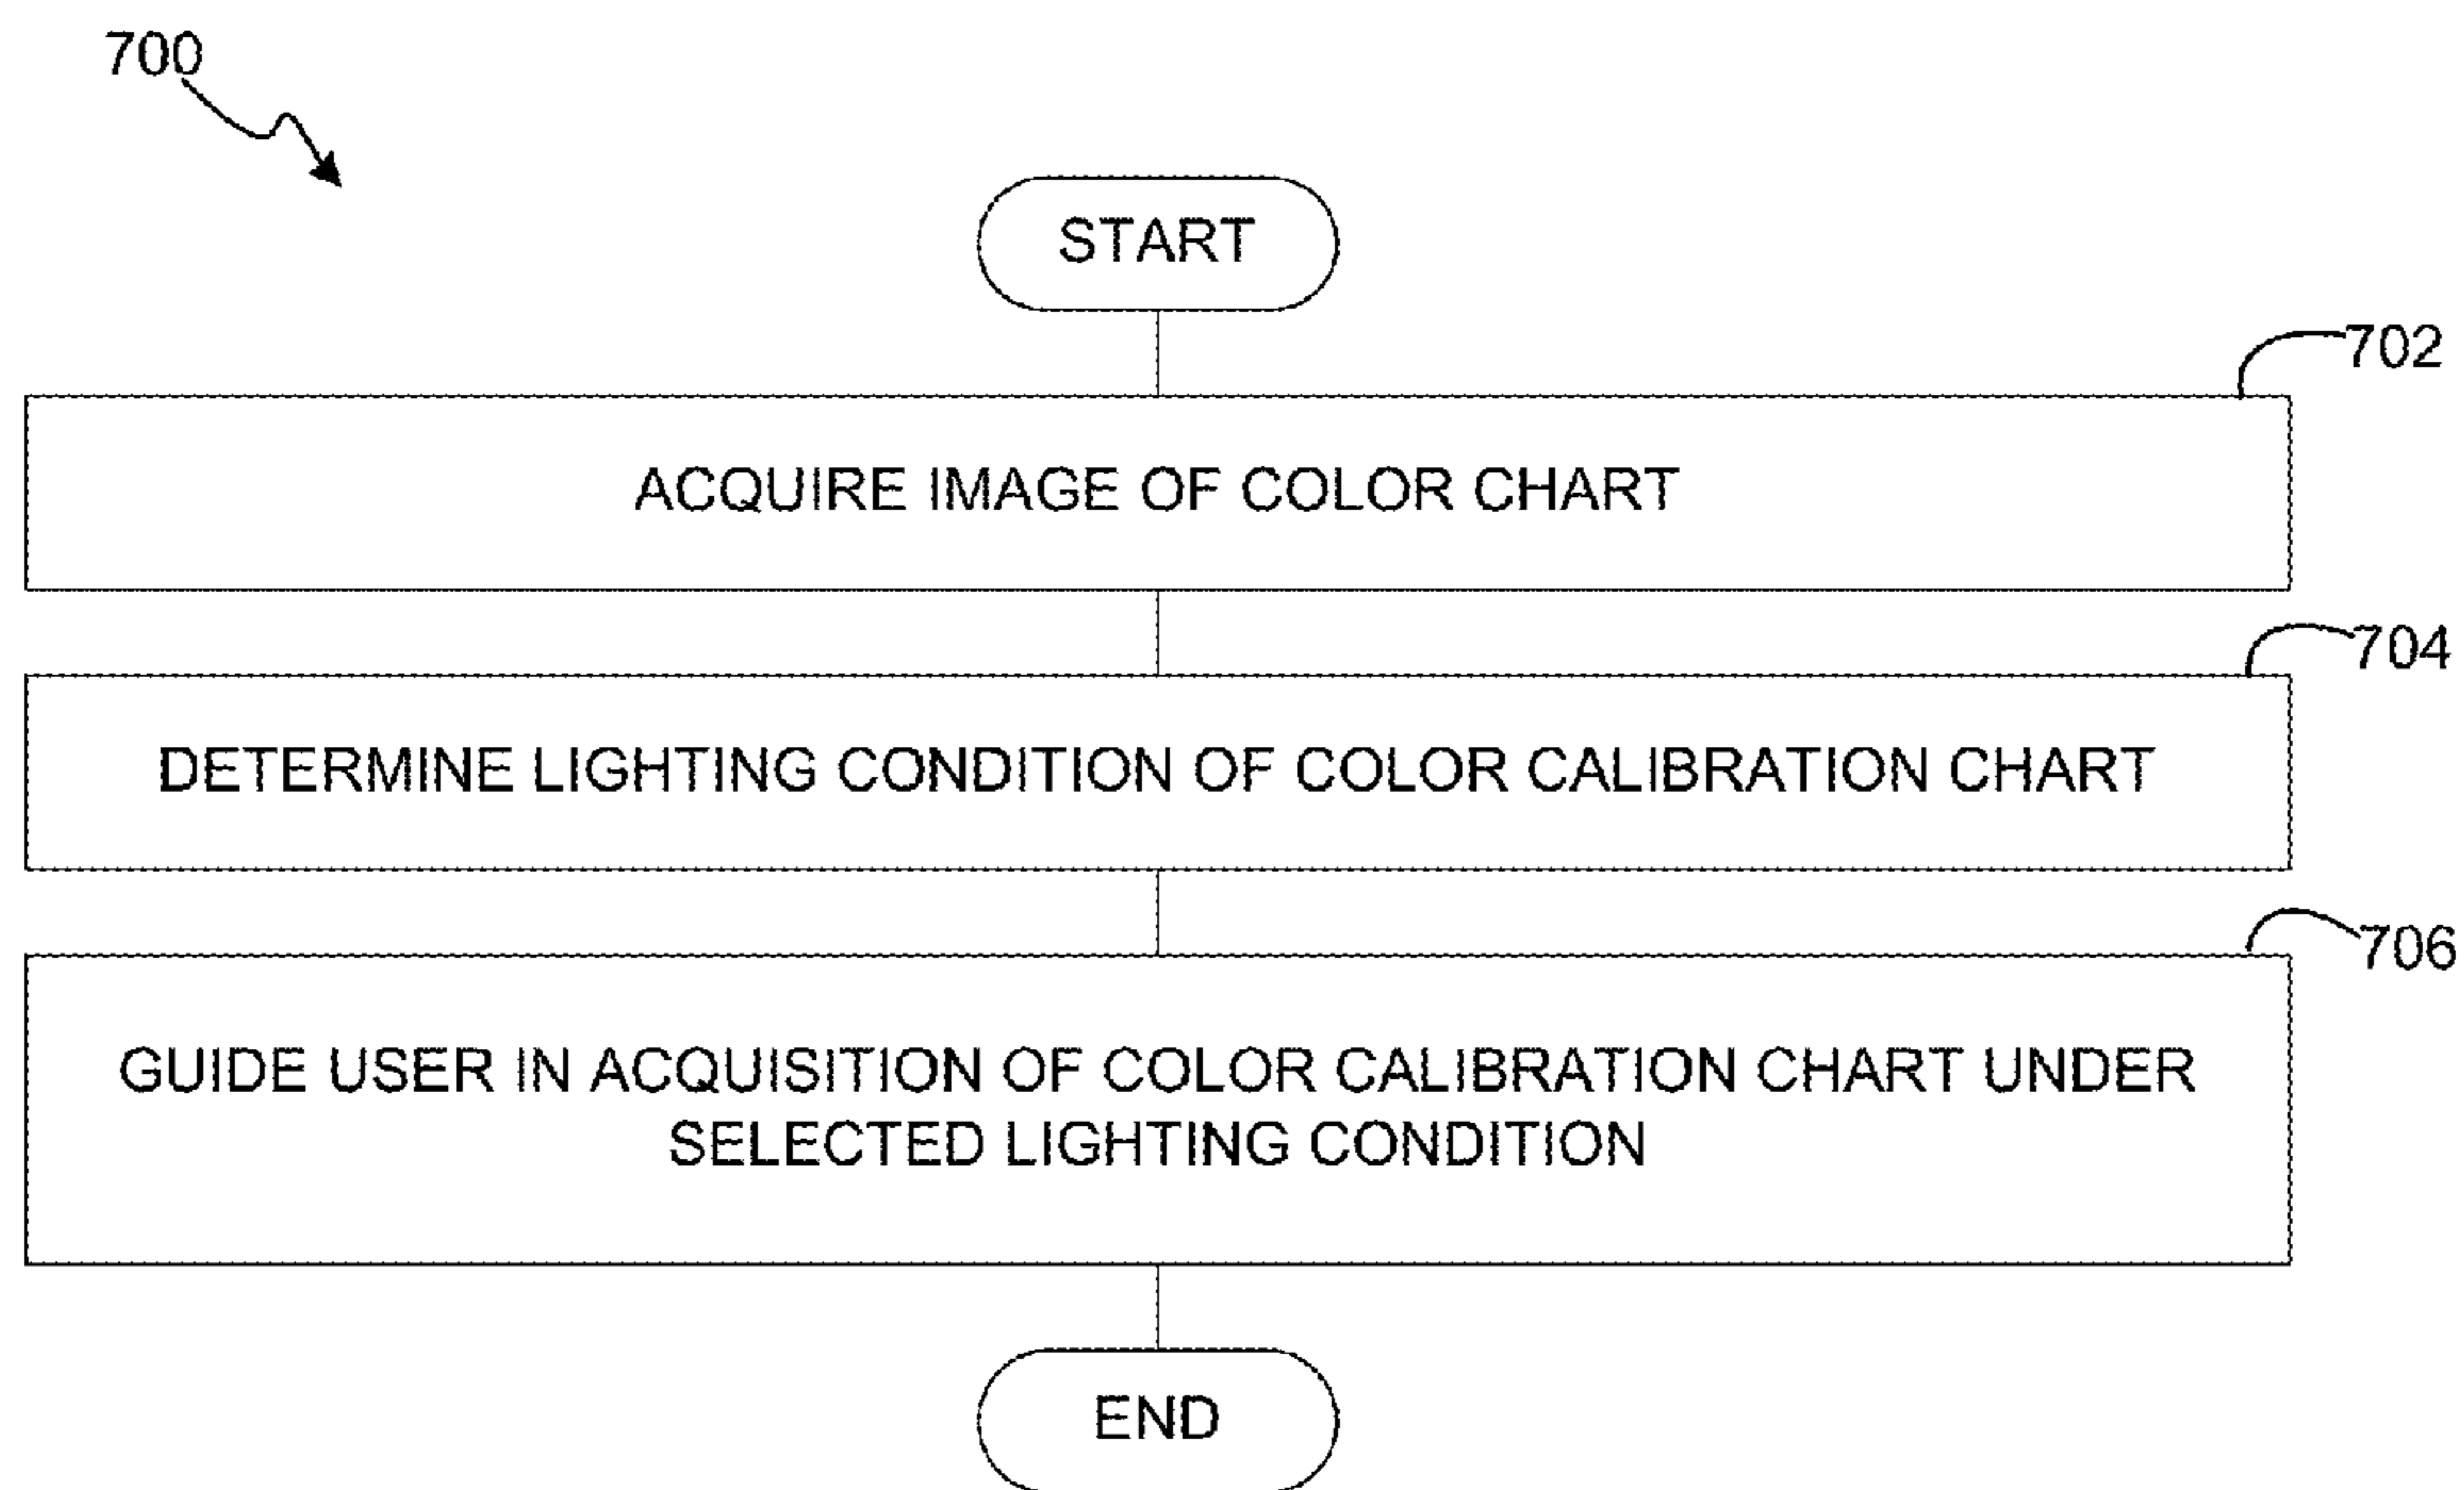 700
START
702
ACQUIRE IMAGE OF COLOR CHART
704
DETERMINE LIGHTING CONDITION OF COLOR CALIBRATION CHART
706
GUIDE USER IN ACQUISITION OF COLOR CALIBRATION CHART UNDER
SELECTED LIGHTING CONDITION
END